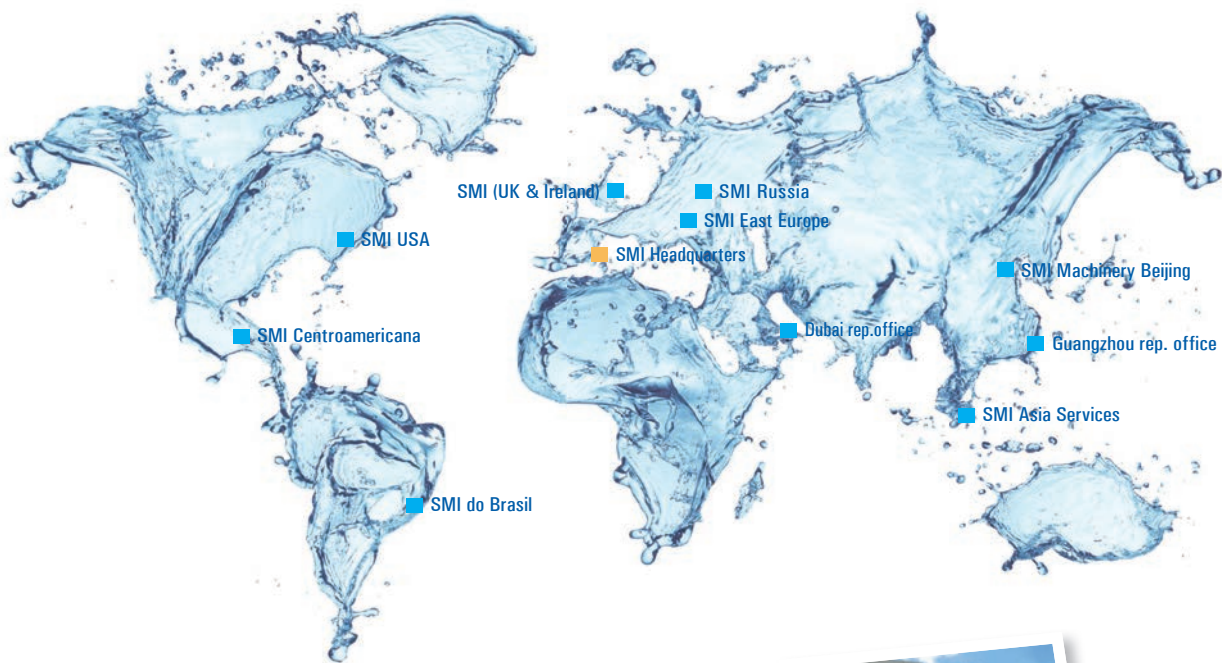 SMI (UK & Ireland)
SMI Russia
SMI East Europe
SMI USA
SMI Headquarters
SMI Machinery Beijing
SMI Centroamericana
Dubai rep.office
Guangzhou rep. office
SMI Asia Services
SMI do Brasil